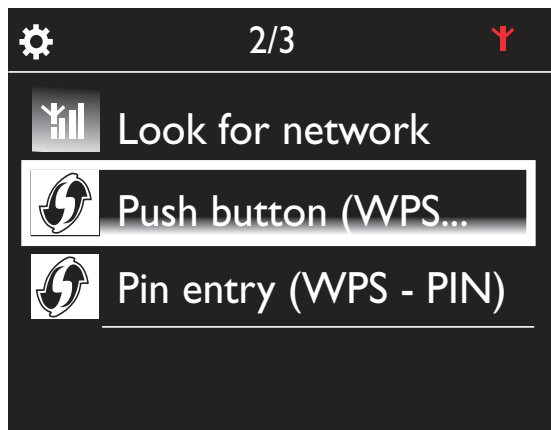 2/3
Look for network
Push button (WPS...
Pin entry (WPS - PIN)